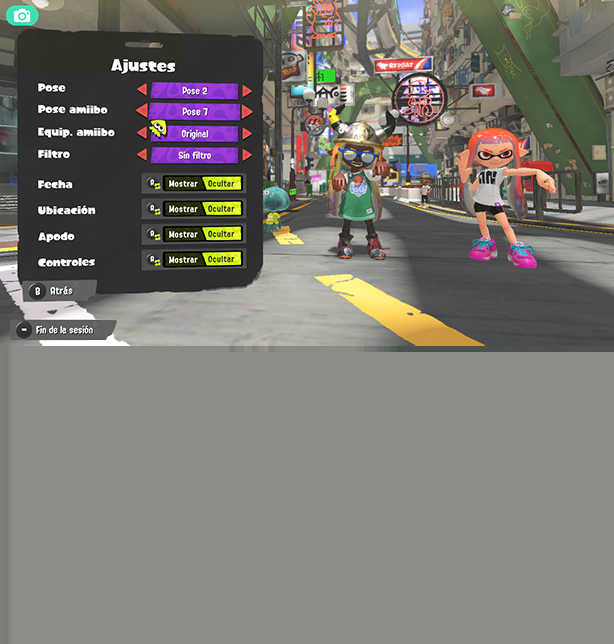 Ajustes
Pose Pose 2
Pose amiibo Pose 7
Equip. amiibo Original
Filtro Sin filtro
Fecha Mostrar Ocultar
Ubicación Mostrar Ocultar
Apodo Mostrar Ocultar
Controles Mostrar Ocultar
B Atrás
Fin de la sesión